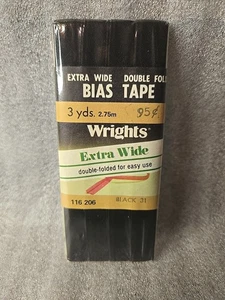 EXTRA WIDE DOUBLE FOLD
BIAS TAPE
3 yds. 2.75m 95¢
Wrights
Extra Wide
double-folded for easy use
116 206 BLACK 31